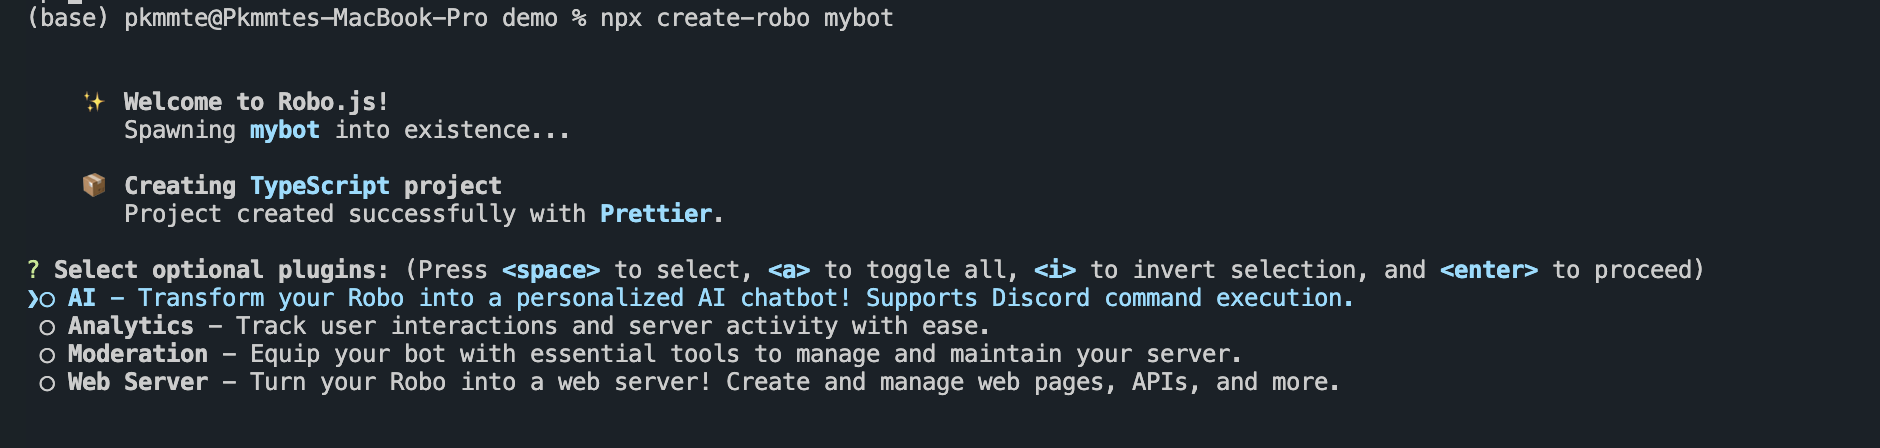 (base) pkmmte@Pkmmtes-MacBook-Pro demo % npx create-robo mybot
✨ Welcome to Robo.js!
Spawning mybot into existence...
📦 Creating TypeScript project
Project created successfully with Prettier.
? Select optional plugins: (Press <space> to select, <a> to toggle all, <i> to invert selection, and <enter> to proceed)
❯○ AI – Transform your Robo into a personalized AI chatbot! Supports Discord command execution.
○ Analytics – Track user interactions and server activity with ease.
○ Moderation – Equip your bot with essential tools to manage and maintain your server.
○ Web Server – Turn your Robo into a web server! Create and manage web pages, APIs, and more.